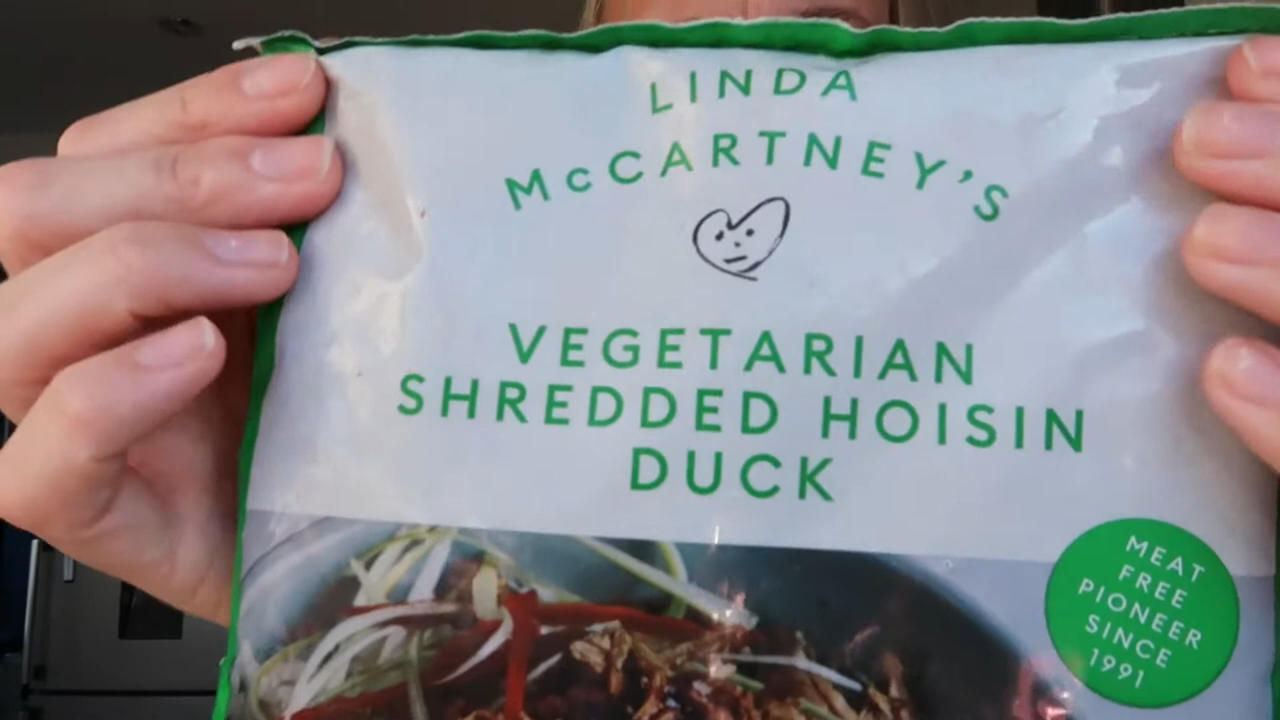 LINDA
McCARTNEY'S
VEGETARIAN
SHREDDED HOISIN
DUCK
MEAT
FREE
PIONEER
SINCE
1991